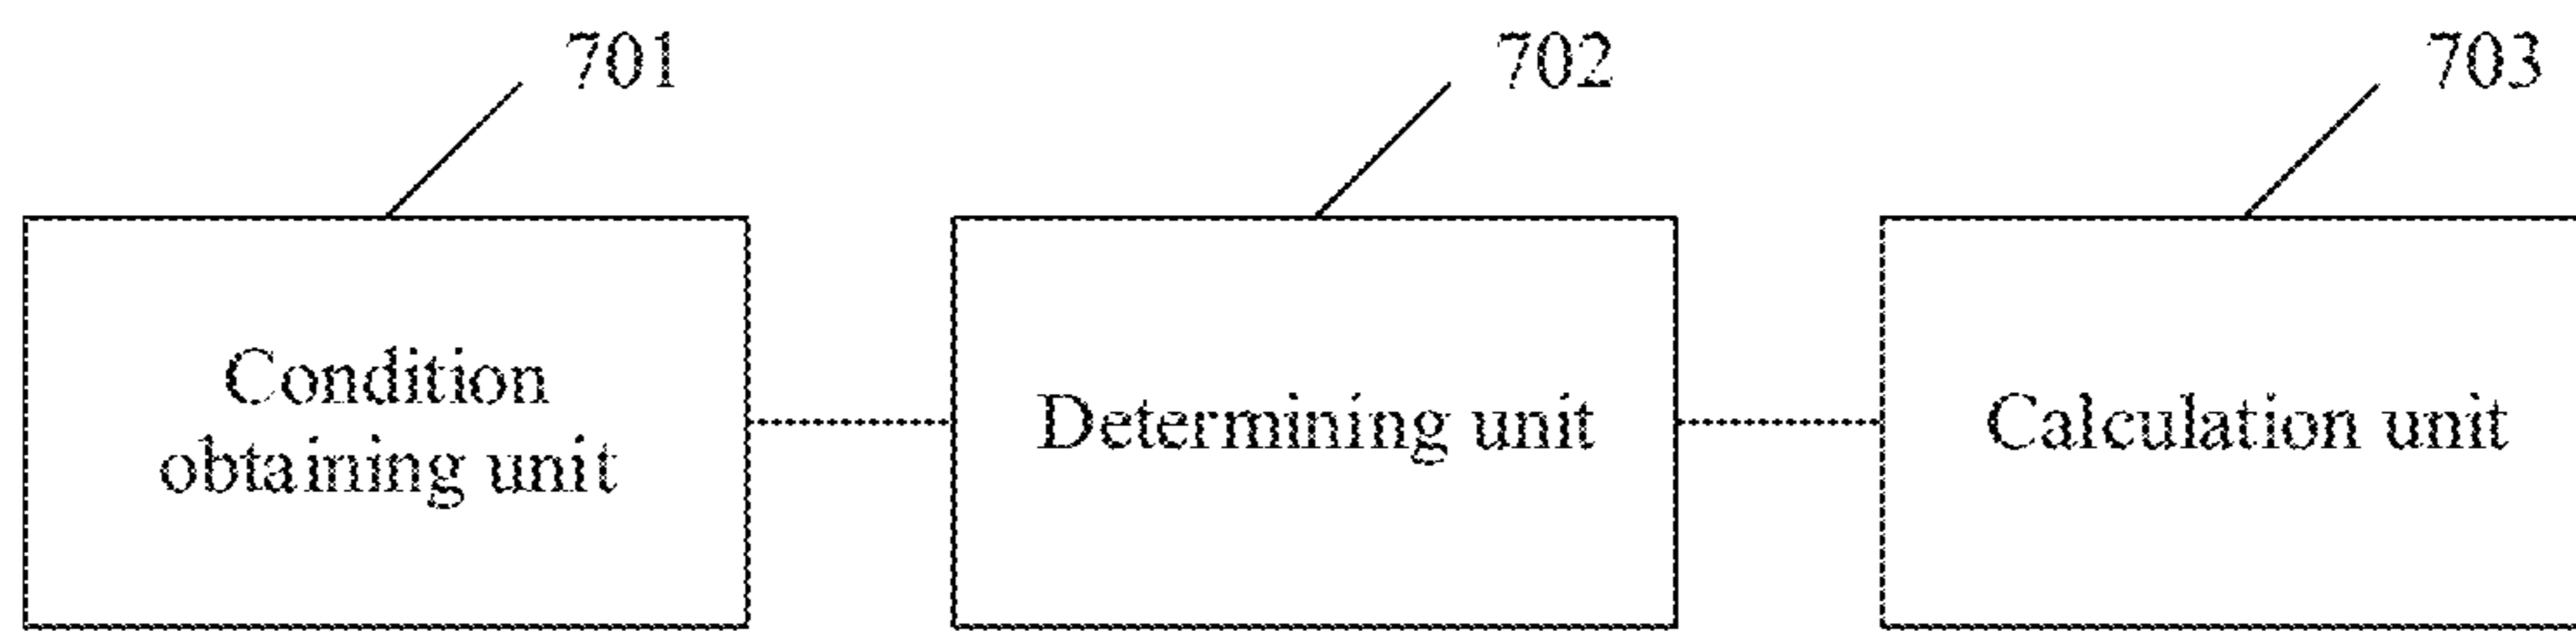 701
702
703
Condition
obtaining unit
Determining unit
Calculation unit